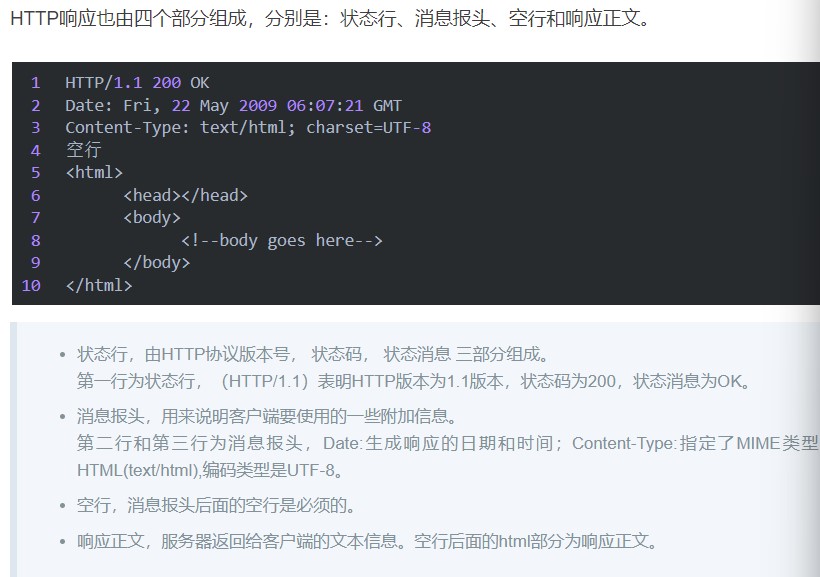 HTTP响应也由四个部分组成，分别是：状态行、消息报头、空行和响应正文。
1 HTTP/1.1 200 OK
2 Date: Fri, 22 May 2009 06:07:21 GMT
3 Content-Type: text/html; charset=UTF-8
4 空行
5 <html>
6 <head></head>
7 <body>
8 <!--body goes here-->
9 </body>
10 </html>
• 状态行，由HTTP协议版本号， 状态码， 状态消息 三部分组成。
第一行为状态行，（HTTP/1.1）表明HTTP版本为1.1版本，状态码为200，状态消息为OK。
• 消息报头，用来说明客户端要使用的一些附加信息。
第二行和第三行为消息报头，Date:生成响应的日期和时间；Content-Type:指定了MIME类型
HTML(text/html),编码类型是UTF-8。
• 空行，消息报头后面的空行是必须的。
• 响应正文，服务器返回给客户端的文本信息。空行后面的html部分为响应正文。